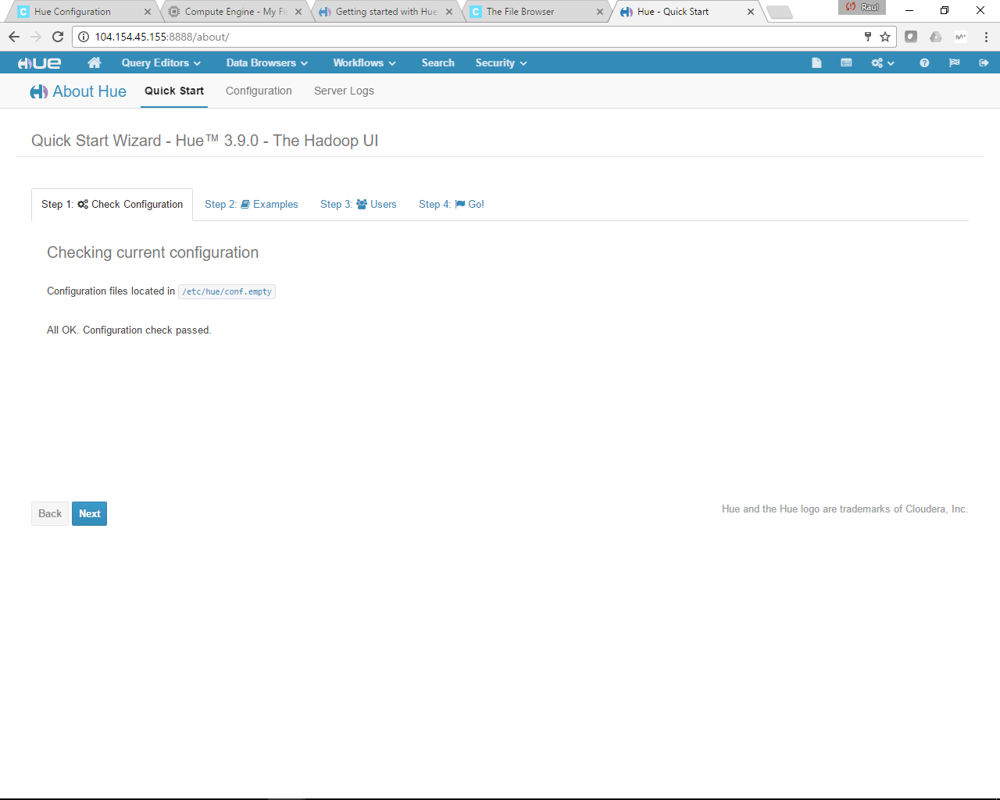 Hue Configuration
Compute Engine - My Fi
Getting started with Hue
The File Browser
Hue - Quick Start
Raul
104.154.45.155:8888/about/
HUE
Query Editors
Data Browsers
Workflows
Search
Security
About Hue
Quick Start
Configuration
Server Logs
Quick Start Wizard - Hue™ 3.9.0 - The Hadoop UI
Step 1: Check Configuration
Step 2: Examples
Step 3: Users
Step 4: Go!
Checking current configuration
Configuration files located in /etc/hue/conf.empty
All OK. Configuration check passed.
Back
Next
Hue and the Hue logo are trademarks of Cloudera, Inc.